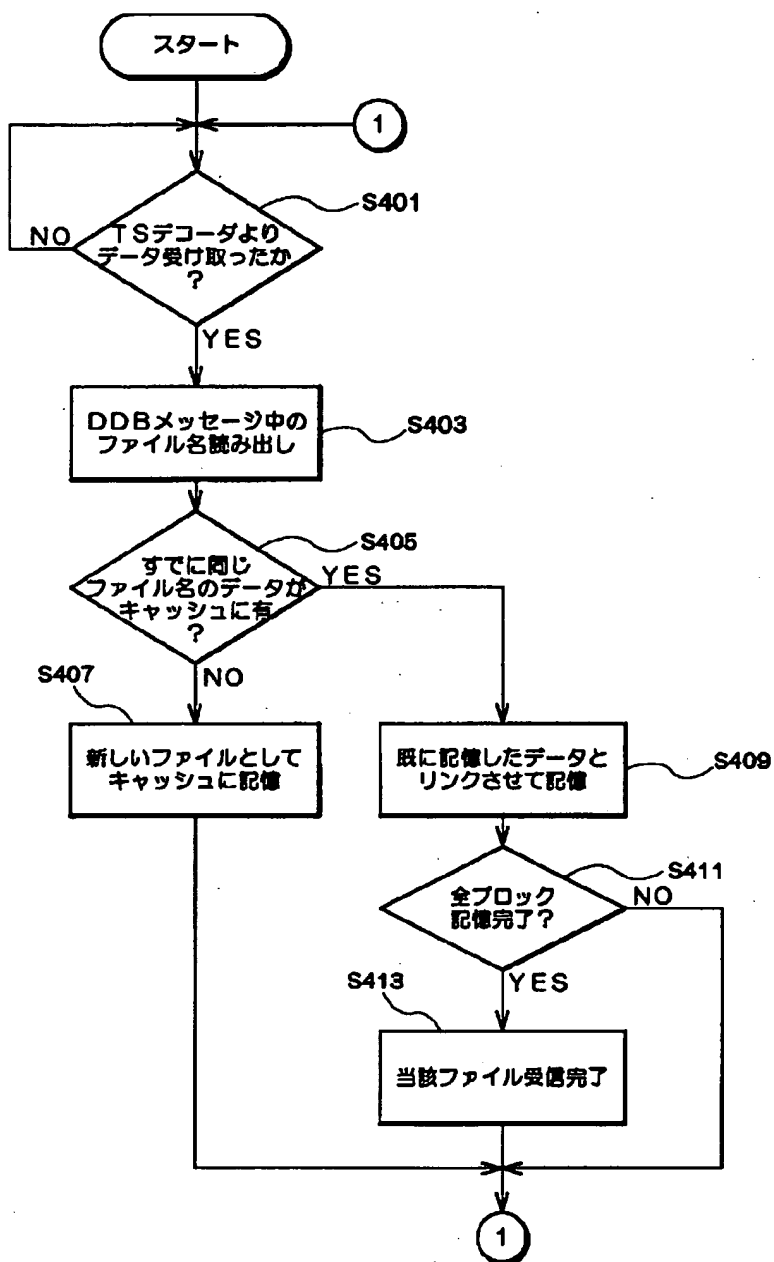 スタート
1
S401
NO
TSデコーダより
データ受け取ったか
?
YES
DDBメッセージ中の
ファイル名読み出し
S403
S405
すでに同じ
ファイル名のデータが
キャッシュに有
?
YES
NO
S407
新しいファイルとして
キャッシュに記憶
既に記憶したデータと
リンクさせて記憶
S409
S411
全ブロック
記憶完了?
NO
YES
S413
当該ファイル受信完了
1